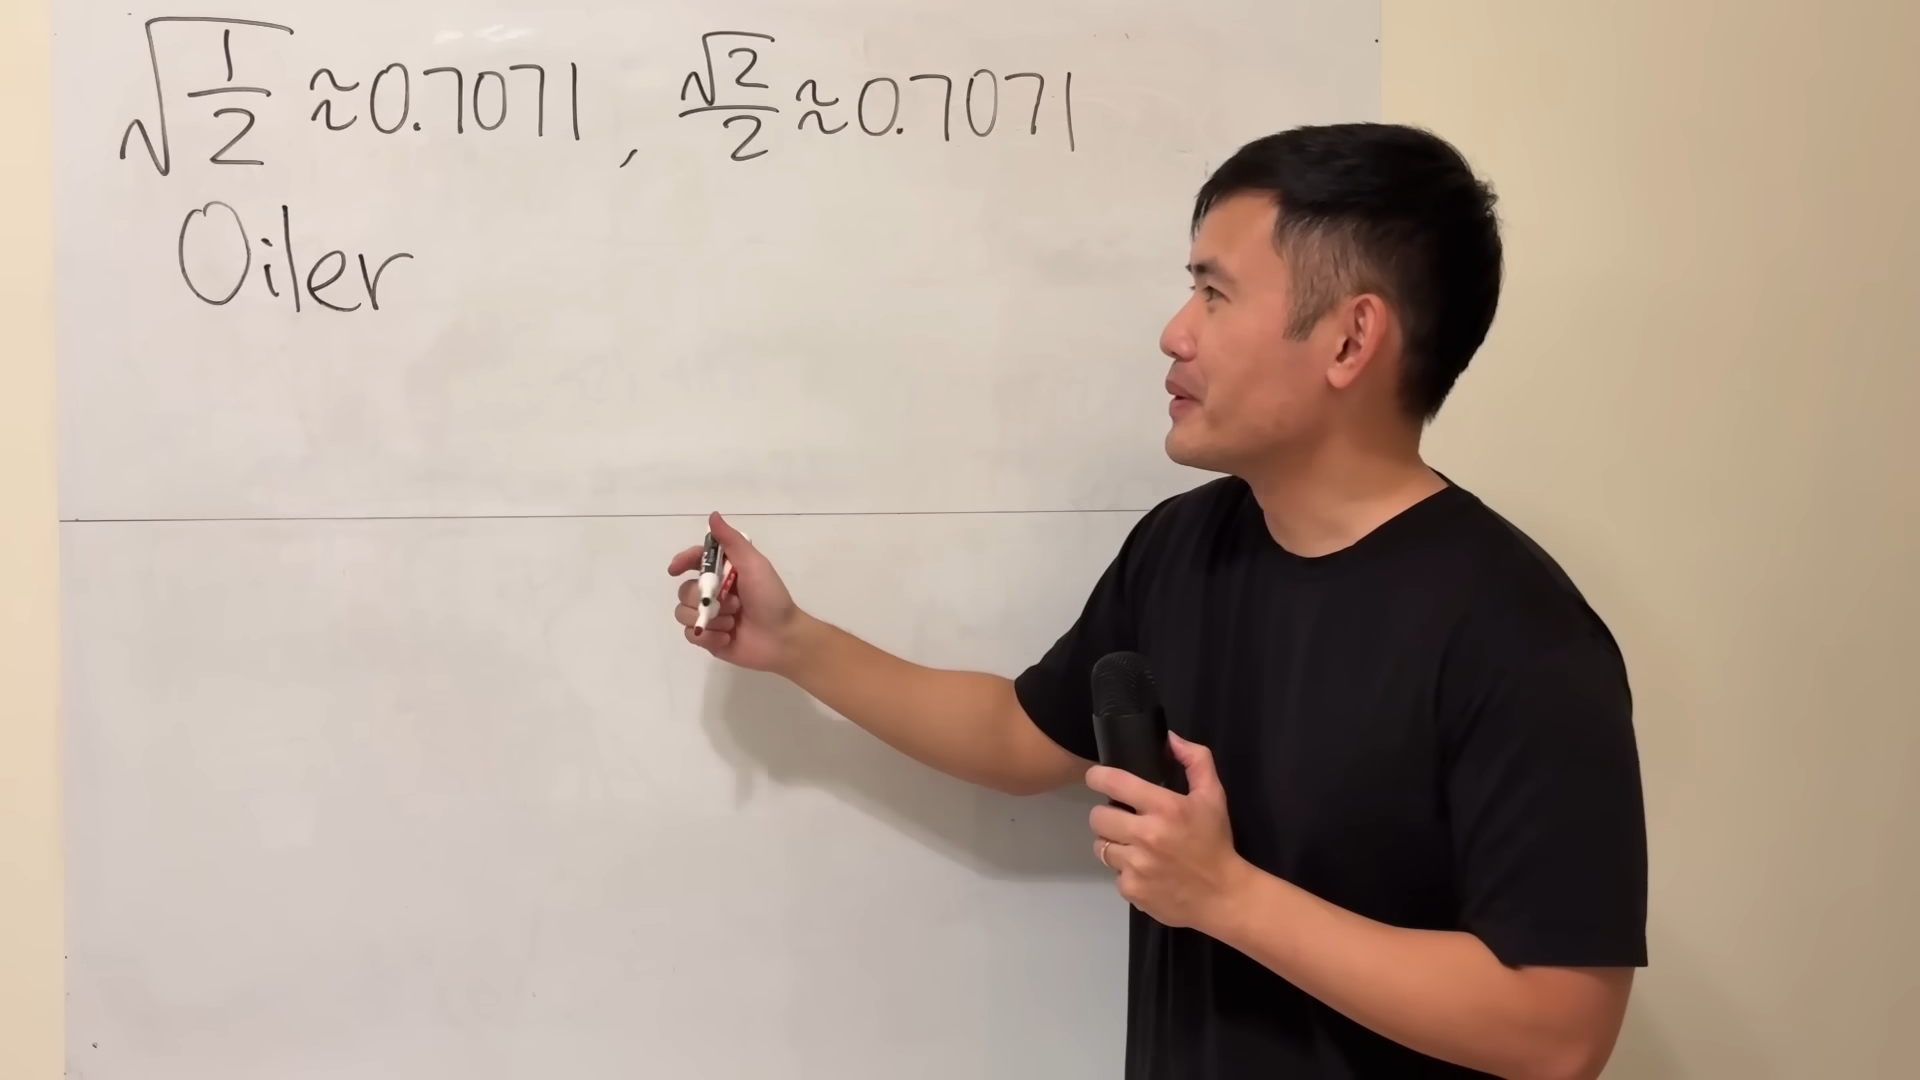 √(1/2) ≈ 0.7071 , √2/2 ≈ 0.7071
Oiler